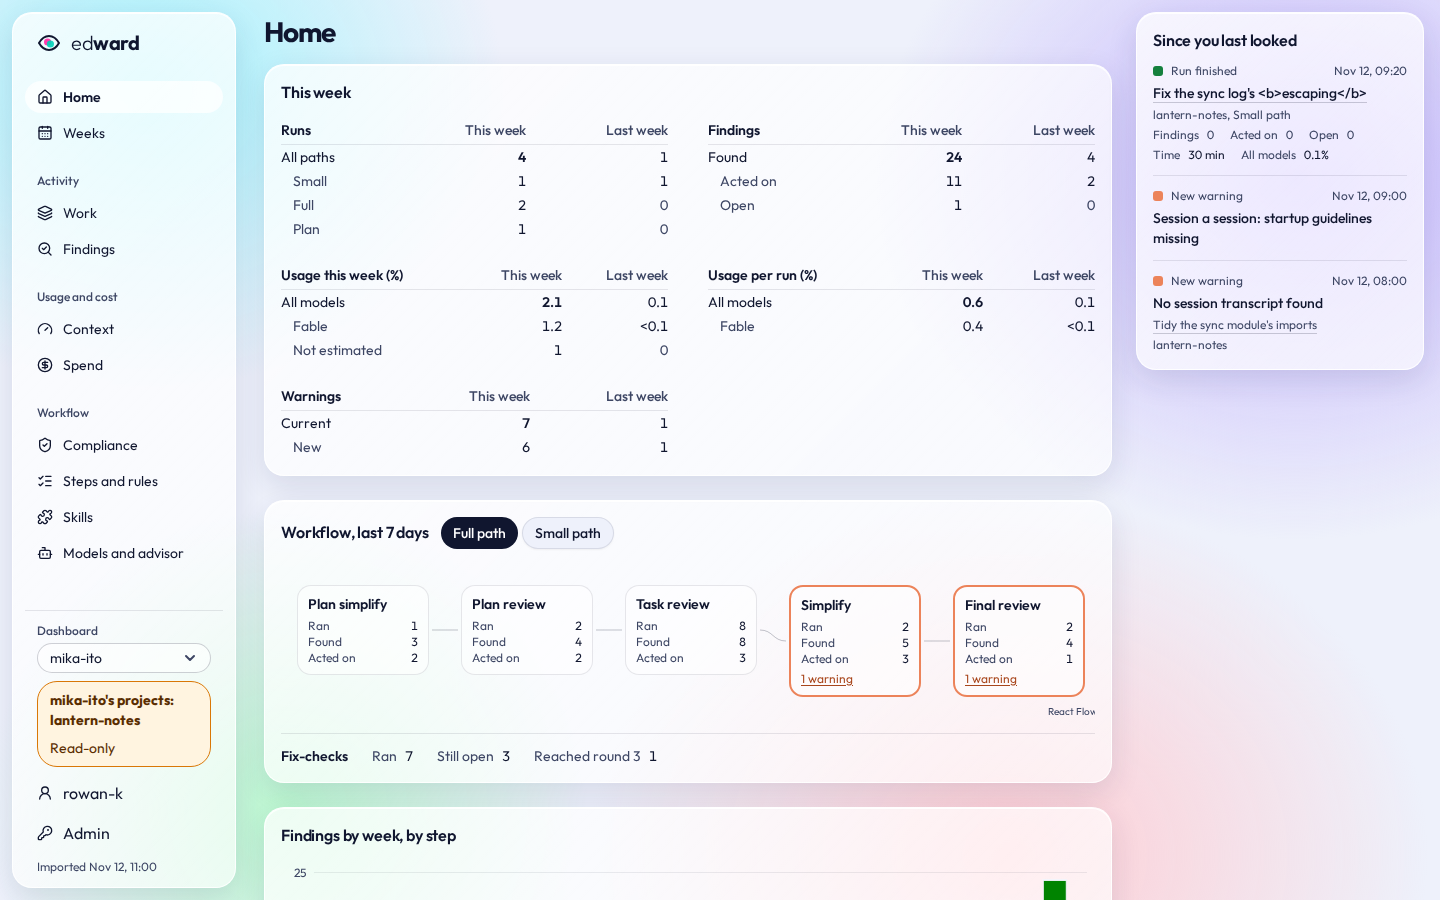 edward
Home
Weeks
Activity
Work
Findings
Usage and cost
Context
Spend
Workflow
Compliance
Steps and rules
Skills
Models and advisor
Dashboard
mika-ito
mika-ito's projects:
lantern-notes
Read-only
rowan-k
Admin
Imported Nov 12, 11:00
Home
This week
Runs This week Last week
All paths 4 1
Small 1 1
Full 2 0
Plan 1 0
Findings This week Last week
Found 24 4
Acted on 11 2
Open 1 0
Usage this week (%) This week Last week
All models 2.1 0.1
Fable 1.2 <0.1
Not estimated 1 0
Usage per run (%) This week Last week
All models 0.6 0.1
Fable 0.4 <0.1
Warnings This week Last week
Current 7 1
New 6 1
Workflow, last 7 days Full path Small path
Plan simplify
Ran 1
Found 3
Acted on 2
Plan review
Ran 2
Found 4
Acted on 2
Task review
Ran 8
Found 8
Acted on 3
Simplify
Ran 2
Found 5
Acted on 3
1 warning
Final review
Ran 2
Found 4
Acted on 1
1 warning
React Flow
Fix-checks Ran 7 Still open 3 Reached round 3 1
Findings by week, by step
25
Since you last looked
Run finished Nov 12, 09:20
Fix the sync log's <b>escaping</b>
lantern-notes, Small path
Findings 0 Acted on 0 Open 0
Time 30 min All models 0.1%
New warning Nov 12, 09:00
Session a session: startup guidelines
missing
New warning Nov 12, 08:00
No session transcript found
Tidy the sync module's imports
lantern-notes